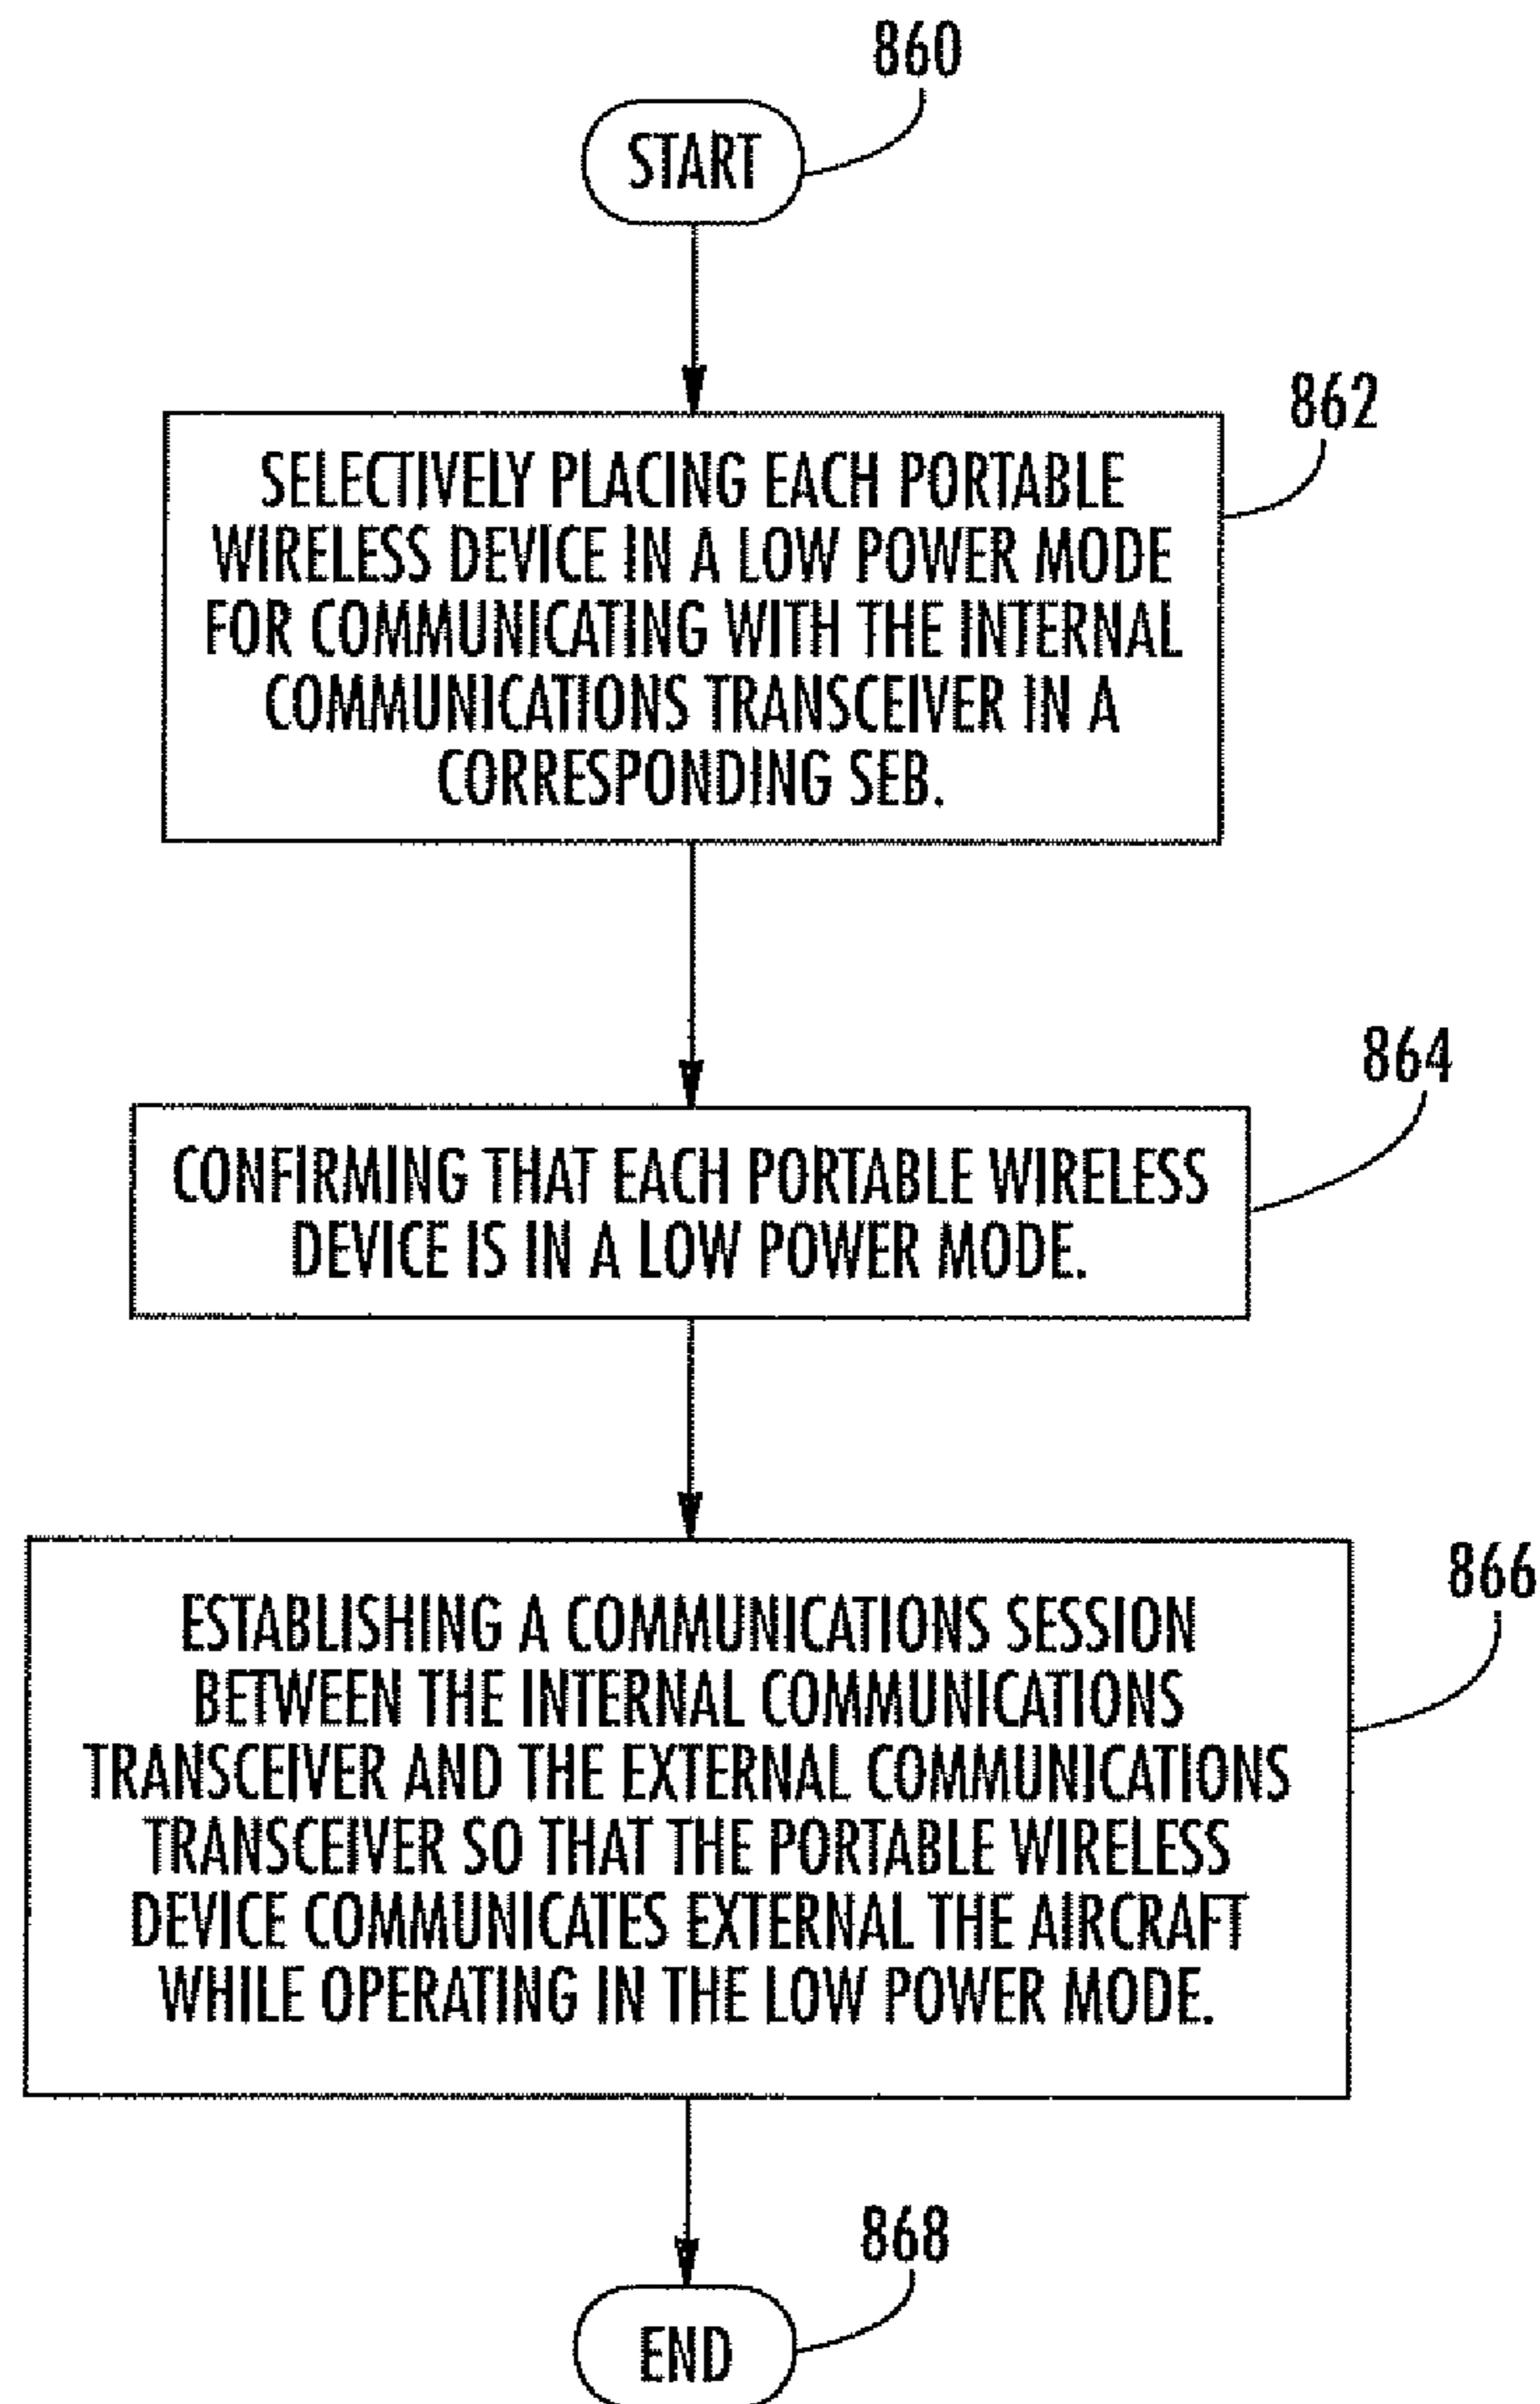 860
START
862
SELECTIVELY PLACING EACH PORTABLE
WIRELESS DEVICE IN A LOW POWER MODE
FOR COMMUNICATING WITH THE INTERNAL
COMMUNICATIONS TRANSCEIVER IN A
CORRESPONDING SEB.
864
CONFIRMING THAT EACH PORTABLE WIRELESS
DEVICE IS IN A LOW POWER MODE.
866
ESTABLISHING A COMMUNICATIONS SESSION
BETWEEN THE INTERNAL COMMUNICATIONS
TRANSCEIVER AND THE EXTERNAL COMMUNICATIONS
TRANSCEIVER SO THAT THE PORTABLE WIRELESS
DEVICE COMMUNICATES EXTERNAL THE AIRCRAFT
WHILE OPERATING IN THE LOW POWER MODE.
868
END